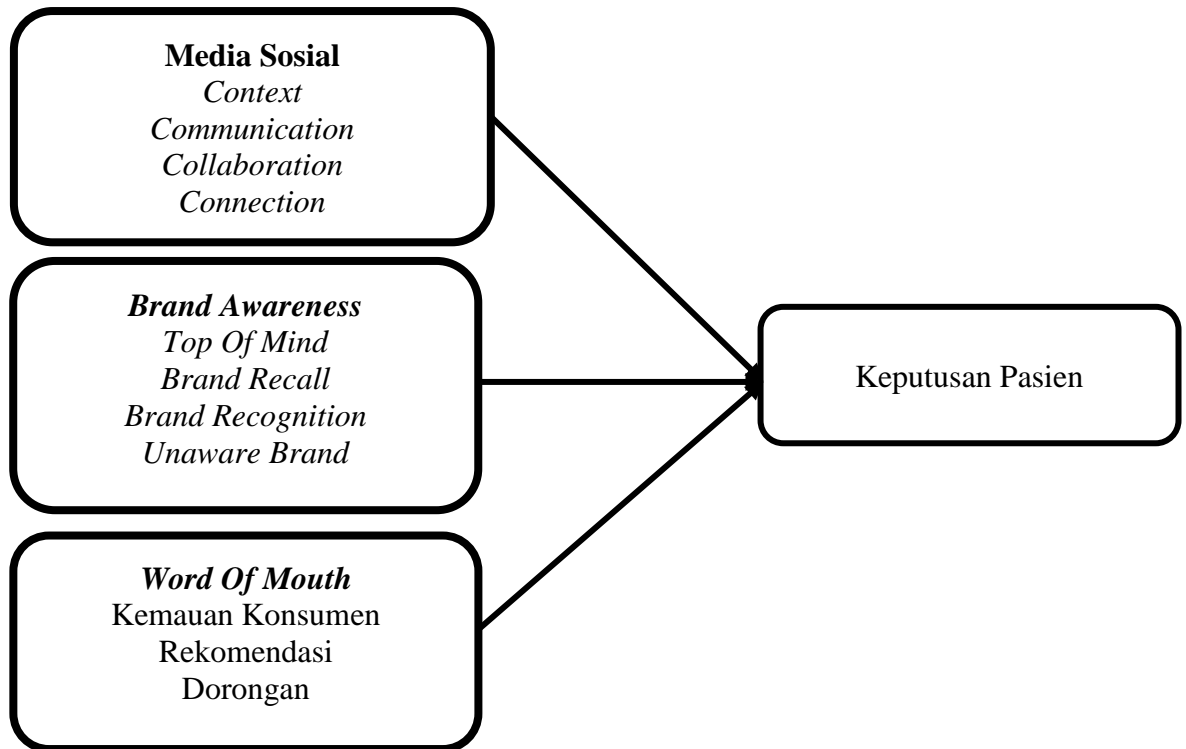 Media Sosial
Context
Communication
Collaboration
Connection
Brand Awareness
Top Of Mind
Brand Recall
Brand Recognition
Unaware Brand
Keputusan Pasien
Word Of Mouth
Kemauan Konsumen
Rekomendasi
Dorongan